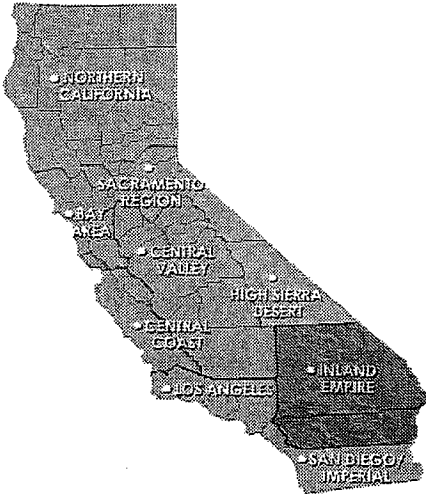 NORTHERN
CALIFORNIA
SACRAMENTO
REGION
BAY
AREA
CENTRAL
VALLEY
HIGH SIERRA
DESERT
CENTRAL
COAST
INLAND
EMPIRE
LOS ANGELES
SAN DIEGO/
IMPERIAL